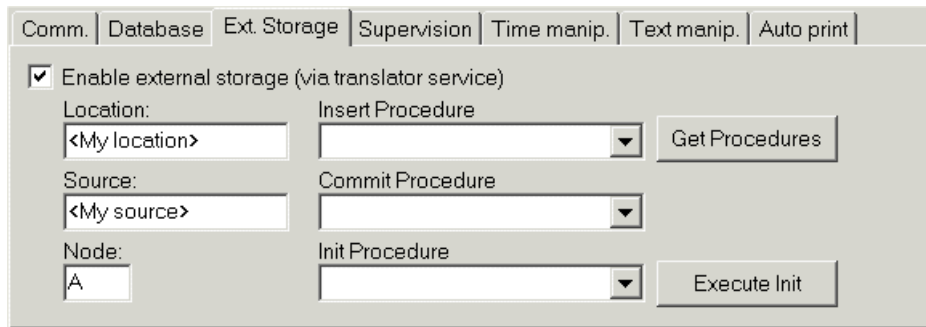 Comm. Database Ext. Storage Supervision Time manip. Text manip. Auto print
Enable external storage (via translator service)
Location: Insert Procedure
<My location> Get Procedures
Source: Commit Procedure
<My source>
Node: Init Procedure
A Execute Init